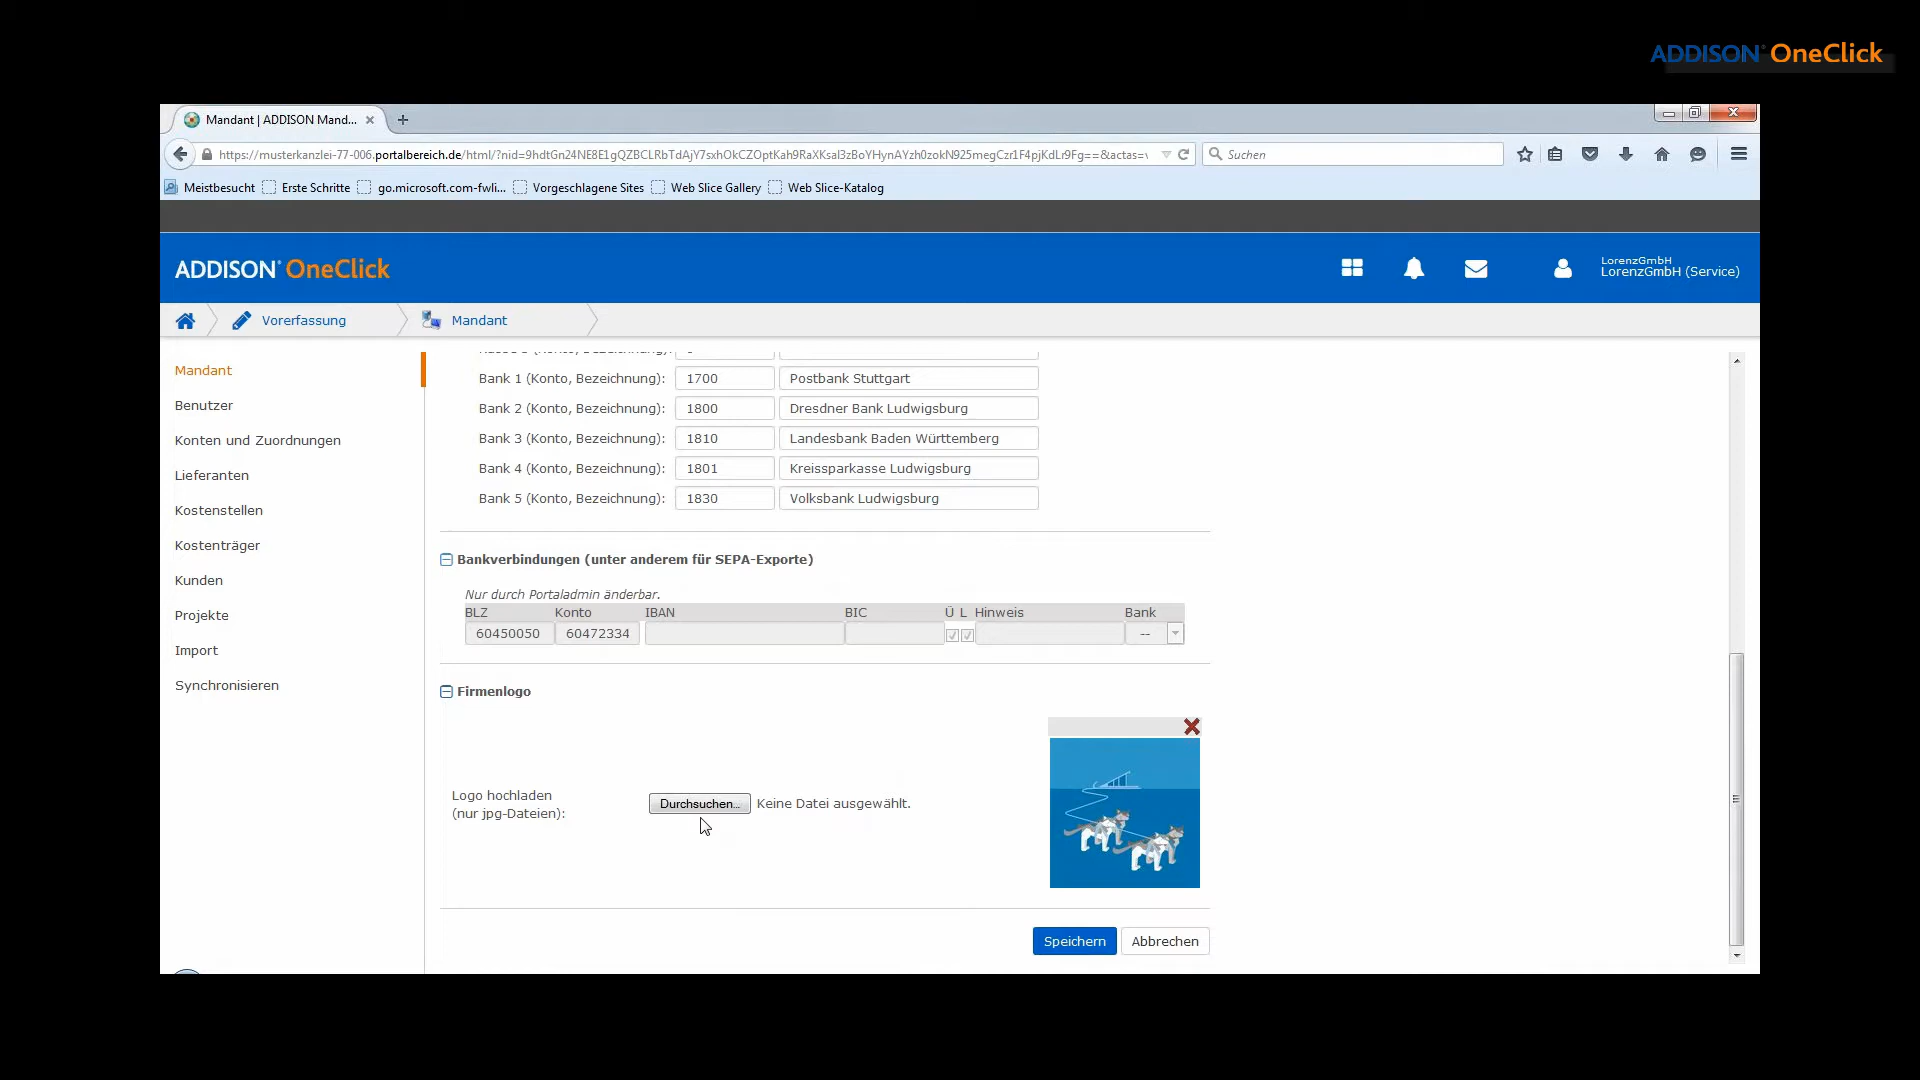 ADDISON OneClick
Mandant | ADDISON Mand...
https://musterkanzlei-77-006.portalbereich.de/html/?nid=9hdtGn24NE8E1gQZBCLRbTdAjY7sxhOkCZOptKah9RaXKsal3zBoYHynAYzh0zokN925megCzr1F4pjKdLr9Fg==&actas=
Suchen
Meistbesucht Erste Schritte go.microsoft.com-fwli... Vorgeschlagene Sites Web Slice Gallery Web Slice-Katalog
ADDISON OneClick
LorenzGmbH
LorenzGmbH (Service)
Vorerfassung Mandant
Mandant
Benutzer
Konten und Zuordnungen
Lieferanten
Kostenstellen
Kostenträger
Kunden
Projekte
Import
Synchronisieren
Bank 1 (Konto, Bezeichnung): 1700 Postbank Stuttgart
Bank 2 (Konto, Bezeichnung): 1800 Dresdner Bank Ludwigsburg
Bank 3 (Konto, Bezeichnung): 1810 Landesbank Baden Württemberg
Bank 4 (Konto, Bezeichnung): 1801 Kreissparkasse Ludwigsburg
Bank 5 (Konto, Bezeichnung): 1830 Volksbank Ludwigsburg
Bankverbindungen (unter anderem für SEPA-Exporte)
Nur durch Portaladmin änderbar.
BLZ Konto IBAN BIC Ü L Hinweis Bank
60450050 60472334 --
Firmenlogo
Logo hochladen
(nur jpg-Dateien):
Durchsuchen... Keine Datei ausgewählt.
Speichern Abbrechen